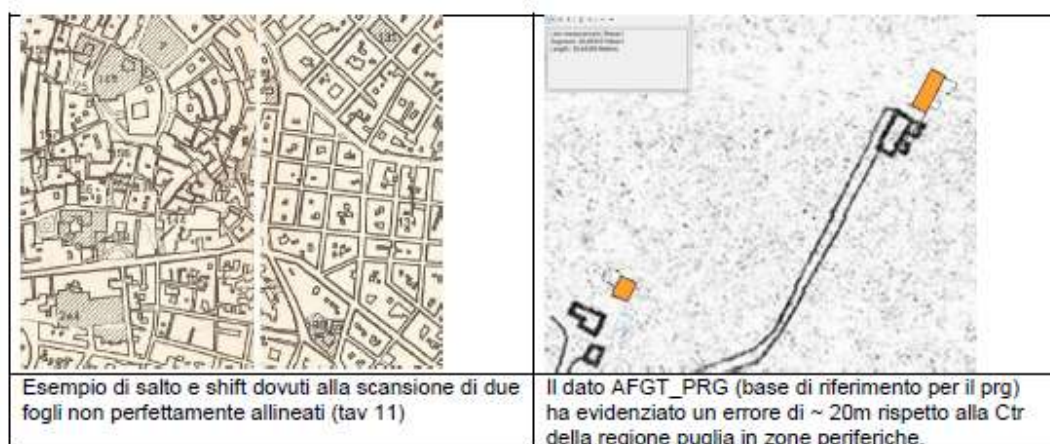 Esempio di salto e shift dovuti alla scansione di due
fogli non perfettamente allineati (tav 11)
Il dato AFGT_PRG (base di riferimento per il prg)
ha evidenziato un errore di ~ 20m rispetto alla Ctr
della regione puglia in zone periferiche.